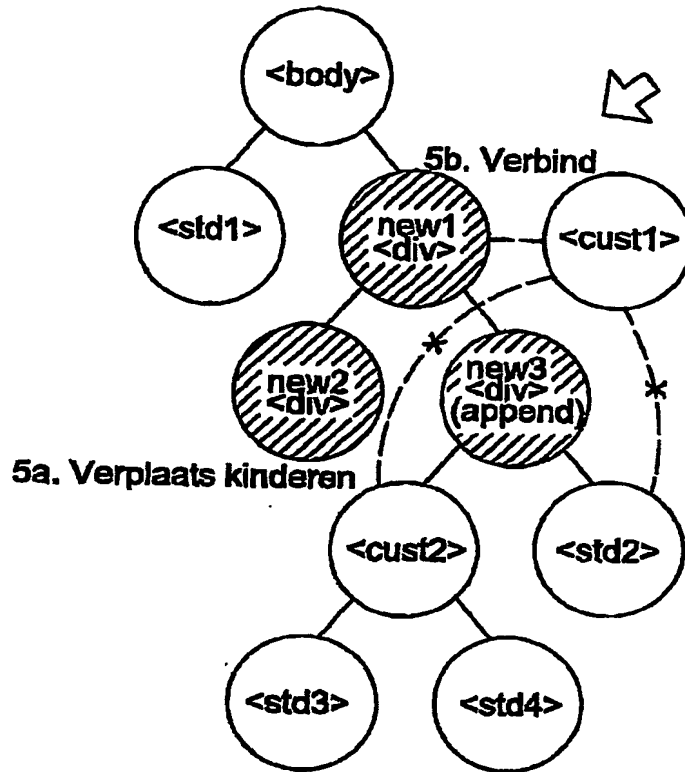 <body>
5b. Verbind
<std1>
new1
<div>
<cust1>
new2
<div>
new3
<div>
(append)
5a. Verplaats kinderen
<cust2>
<std2>
<std3>
<std4>